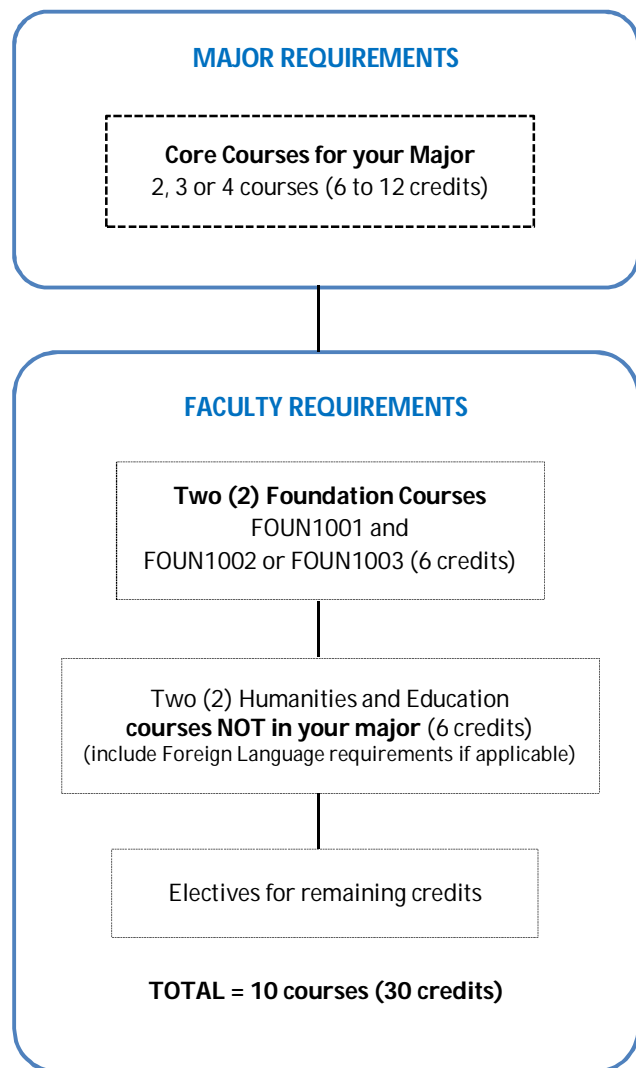 MAJOR REQUIREMENTS
Core Courses for your Major
2, 3 or 4 courses (6 to 12 credits)
FACULTY REQUIREMENTS
Two (2) Foundation Courses
FOUN1001 and
FOUN1002 or FOUN1003 (6 credits)
Two (2) Humanities and Education
courses NOT in your major (6 credits)
(include Foreign Language requirements if applicable)
Electives for remaining credits
TOTAL = 10 courses (30 credits)